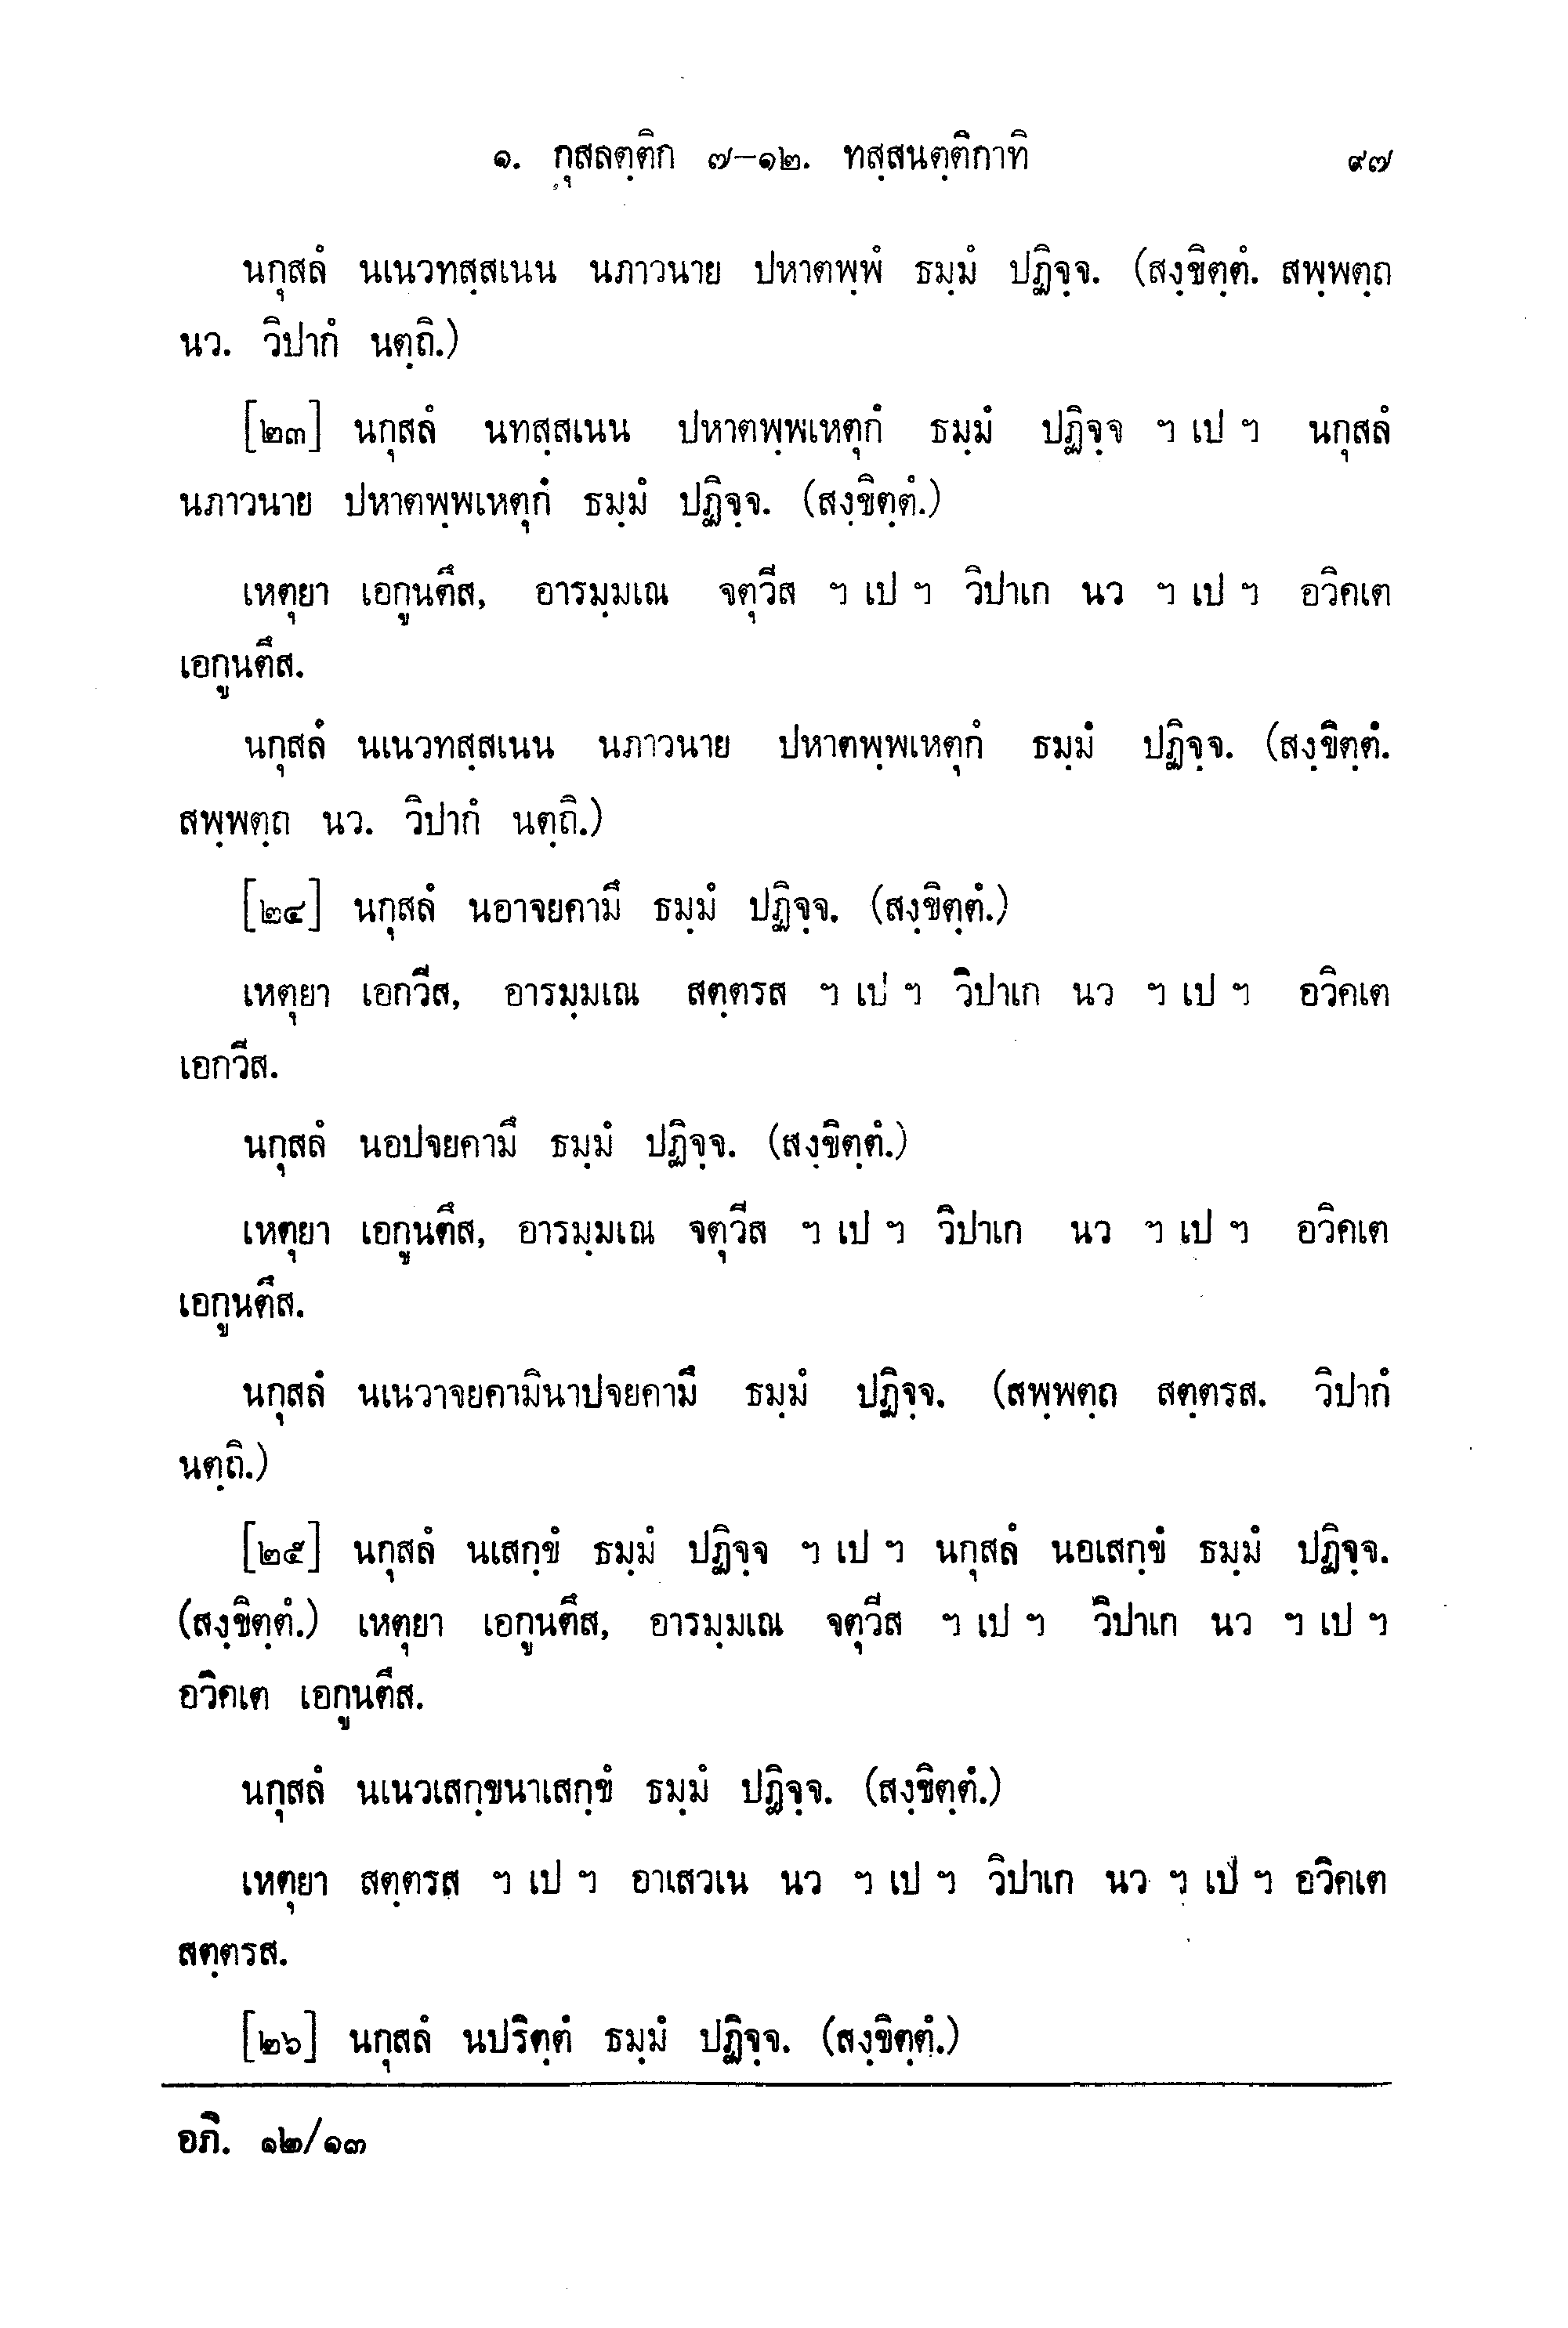 ๑. กุสลตฺติก ๗-๑๒. ทสฺสนตฺติกาทิ ๙๗
นกุสลํ นเนวทสฺสเนน นภาวนาย ปหาตพฺพํ ธมฺมํ ปฏิจฺจ. (สงฺขิตฺตํ. สพฺพตฺถ
นว. วิปากํ นตฺถิ.)
[๒๓] นกุสลํ นทสฺสเนน ปหาตพฺพเหตุกํ ธมฺมํ ปฏิจฺจ ฯ เป ฯ นกุสลํ
นภาวนาย ปหาตพฺพเหตุกํ ธมฺมํ ปฏิจฺจ. (สงฺขิตฺตํ.)
เหตุยา เอกูนตึส, อารมฺมเณ จตุวีส ฯ เป ฯ วิปาเก นว ฯ เป ฯ อวิคเต
เอกูนตึส.
นกุสลํ นเนวทสฺสเนน นภาวนาย ปหาตพฺพเหตุกํ ธมฺมํ ปฏิจฺจ. (สงฺขิตฺตํ.
สพฺพตฺถ นว. วิปากํ นตฺถิ.)
[๒๔] นกุสลํ นอาจยคามึ ธมฺมํ ปฏิจฺจ. (สงฺขิตฺตํ.)
เหตุยา เอกวีส, อารมฺมเณ สตฺตรส ฯ เป ฯ วิปาเก นว ฯ เป ฯ อวิคเต
เอกวีส.
นกุสลํ นอปจยคามึ ธมฺมํ ปฏิจฺจ. (สงฺขิตฺตํ.)
เหตุยา เอกูนตึส, อารมฺมเณ จตุวีส ฯ เป ฯ วิปาเก นว ฯ เป ฯ อวิคเต
เอกูนตึส.
นกุสลํ นเนวาจยคามินาปจยคามึ ธมฺมํ ปฏิจฺจ. (สพฺพตฺถ สตฺตรส. วิปากํ
นตฺถิ.)
[๒๕] นกุสลํ นเสกฺขํ ธมฺมํ ปฏิจฺจ ฯ เป ฯ นกุสลํ นอเสกฺขํ ธมฺมํ ปฏิจฺจ.
(สงฺขิตฺตํ.) เหตุยา เอกูนตึส, อารมฺมเณ จตุวีส ฯ เป ฯ วิปาเก นว ฯ เป ฯ
อวิคเต เอกูนตึส.
นกุสลํ นเนวเสกฺขนาเสกฺขํ ธมฺมํ ปฏิจฺจ. (สงฺขิตฺตํ.)
เหตุยา สตฺตรส ฯ เป ฯ อาเสวเน นว ฯ เป ฯ วิปาเก นว ฯ เป ฯ อวิคเต
สตฺตรส.
[๒๖] นกุสลํ นปริตฺตํ ธมฺมํ ปฏิจฺจ. (สงฺขิตฺตํ.)
อภิ. ๑๒/๑๓